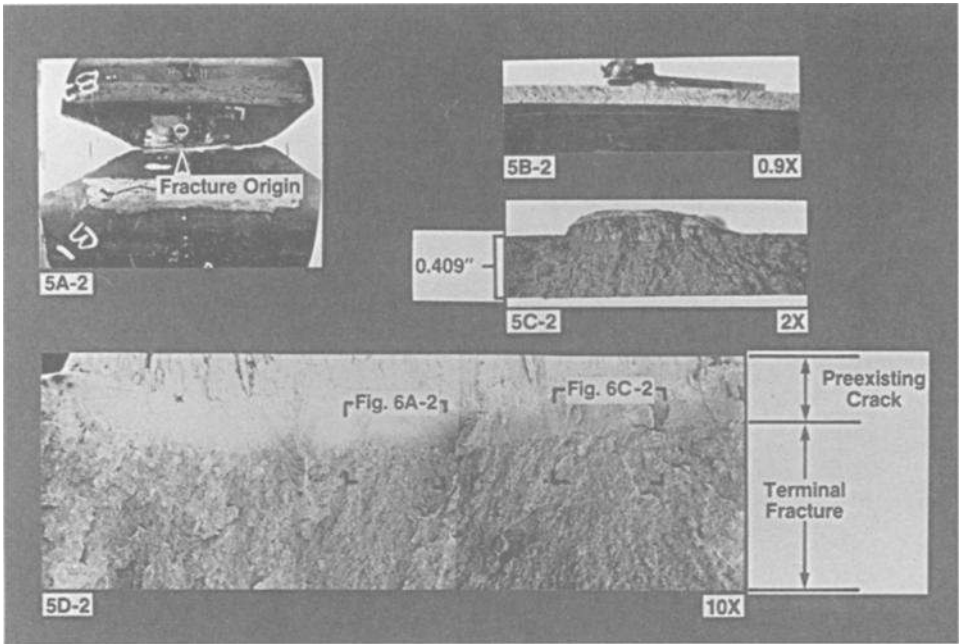 Fracture Origin
5A-2
5B-2
0.9X
0.409″
5C-2
2X
Fig. 6A-2
Fig. 6C-2
Preexisting
Crack
Terminal
Fracture
5D-2
10X